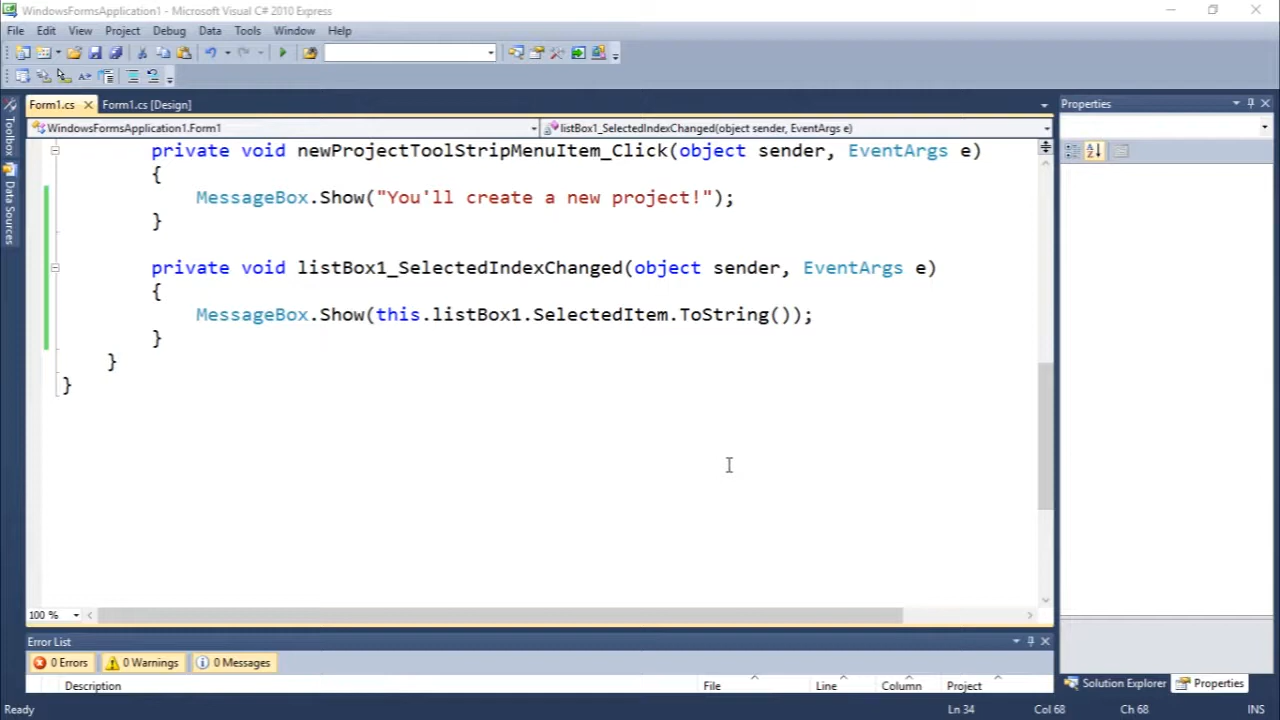 WindowsFormsApplication1 - Microsoft Visual C# 2010 Express
File Edit View Project Debug Data Tools Window Help
Form1.cs Form1.cs [Design]
Properties
Toolbox
Data Sources
WindowsFormsApplication1.Form1 listBox1_SelectedIndexChanged(object sender, EventArgs e)
private void newProjectToolStripMenuItem_Click(object sender, EventArgs e)
{
MessageBox.Show("You'll create a new project!");
}
private void listBox1_SelectedIndexChanged(object sender, EventArgs e)
{
MessageBox.Show(this.listBox1.SelectedItem.ToString());
}
}
}
100 %
Error List
0 Errors 0 Warnings 0 Messages
Description File Line Column Project
Solution Explorer Properties
Ready Ln 34 Col 68 Ch 68 INS